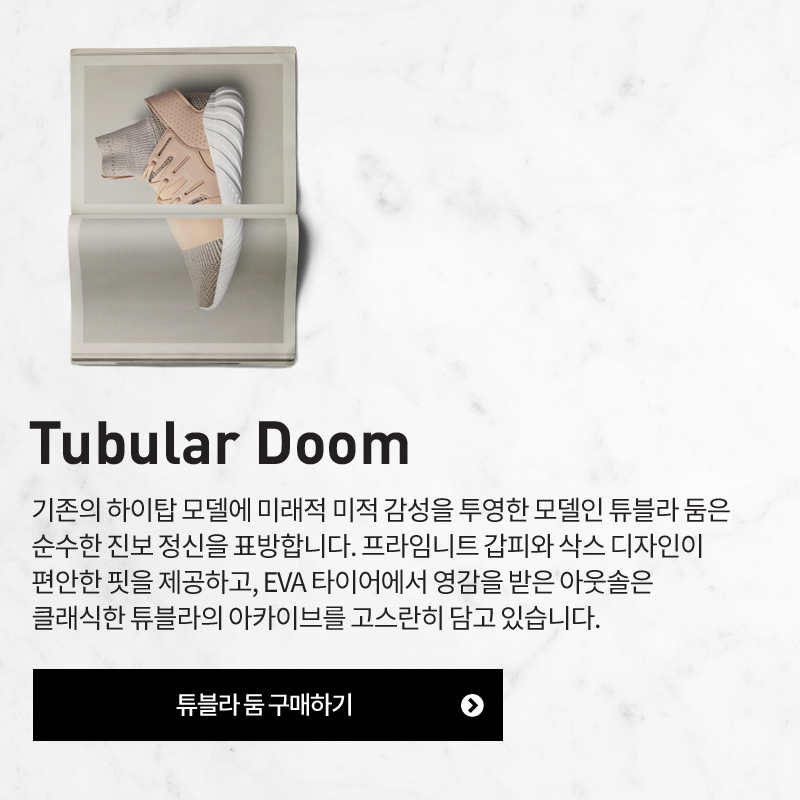 Tubular Doom
기존의 하이탑 모델에 미래적 미적 감성을 투영한 모델인 튜블라 둠은
순수한 진보 정신을 표방합니다. 프라임니트 갑피와 삭스 디자인이
편안한 핏을 제공하고, EVA 타이어에서 영감을 받은 아웃솔은
클래식한 튜블라의 아카이브를 고스란히 담고 있습니다.
튜블라 둠 구매하기